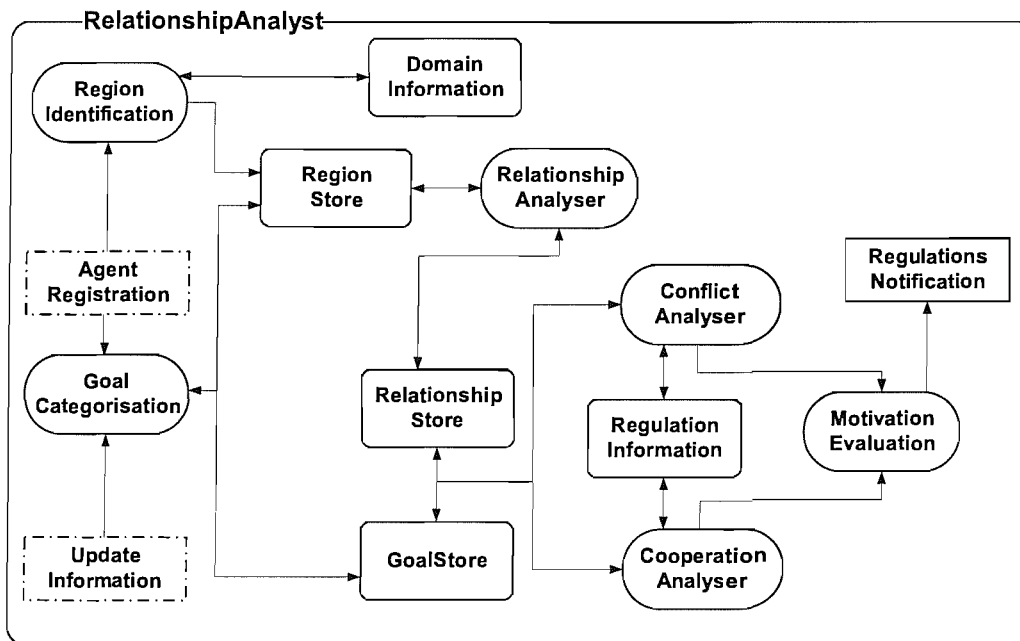 RelationshipAnalyst
Region
Identification
Domain
Information
Region
Store
Relationship
Analyser
Agent
Registration
Conflict
Analyser
Regulations
Notification
Goal
Categorisation
Relationship
Store
Regulation
Information
Motivation
Evaluation
Update
Information
GoalStore
Cooperation
Analyser